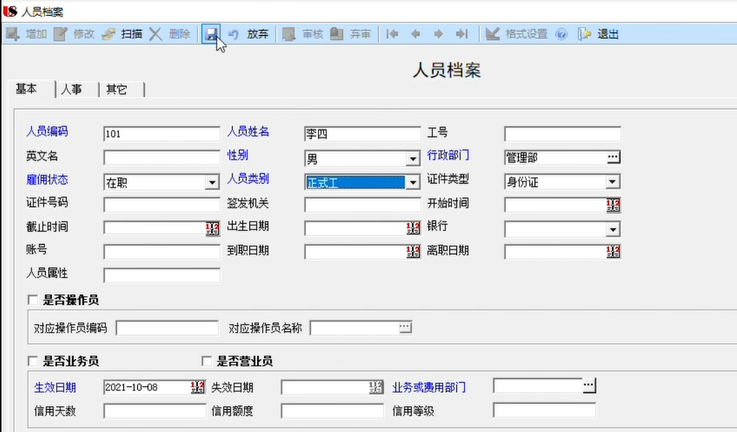 人员档案
增加 修改 扫描 删除 放弃 审核 弃审 格式设置 退出
人员档案
基本 人事 其它
人员编码 101 人员姓名 李四 工号
英文名 性别 男 行政部门 管理部
雇佣状态 在职 人员类别 正式工 证件类型 身份证
证件号码 签发机关 开始时间
截止时间 出生日期 银行
账号 到职日期 离职日期
人员属性
是否操作员
对应操作员编码 对应操作员名称
是否业务员 是否营业员
生效日期 2021-10-08 失效日期 业务或费用部门
信用天数 信用额度 信用等级